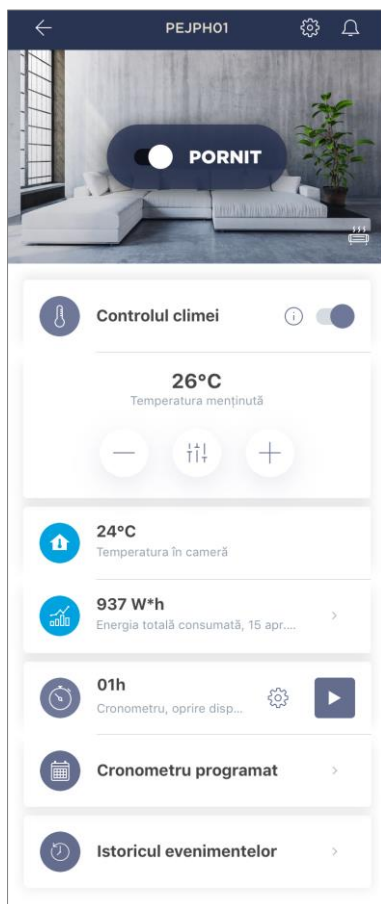 PEJPH01
PORNIT
Controlul climei
26°C
Temperatura menținută
24°C
Temperatura în cameră
937 W*h
Energia totală consumată, 15 apr....
01h
Cronometru, oprire disp...
Cronometru programat
Istoricul evenimentelor